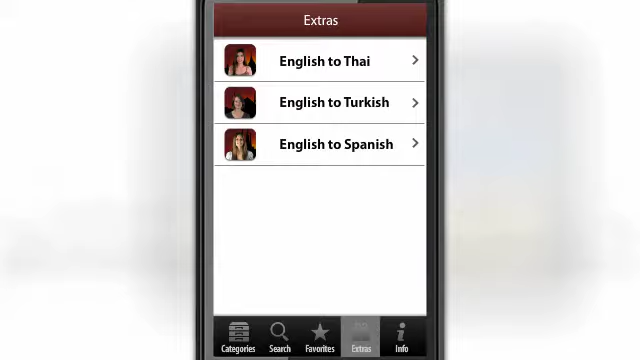 Extras
English to Thai
English to Turkish
English to Spanish
Categories Search Favorites Extras Info